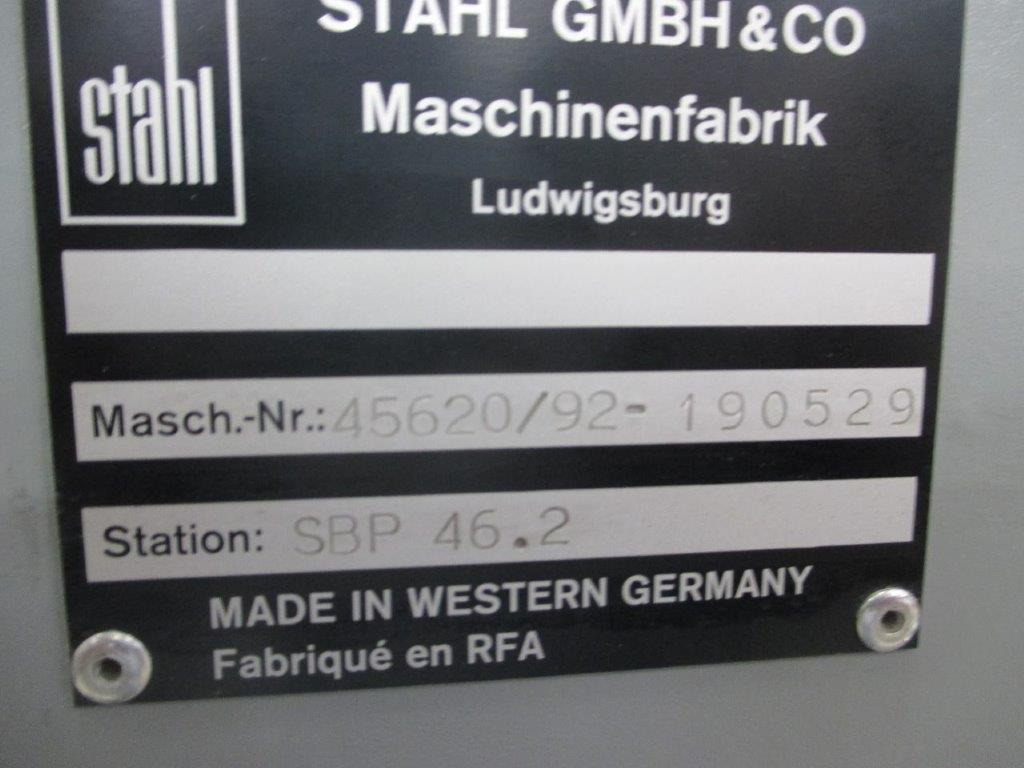 stahl
STAHL GMBH & CO
Maschinenfabrik
Ludwigsburg
Masch.-Nr.: 45620/92-190529
Station: SBP 46.2
MADE IN WESTERN GERMANY
Fabriqué en RFA